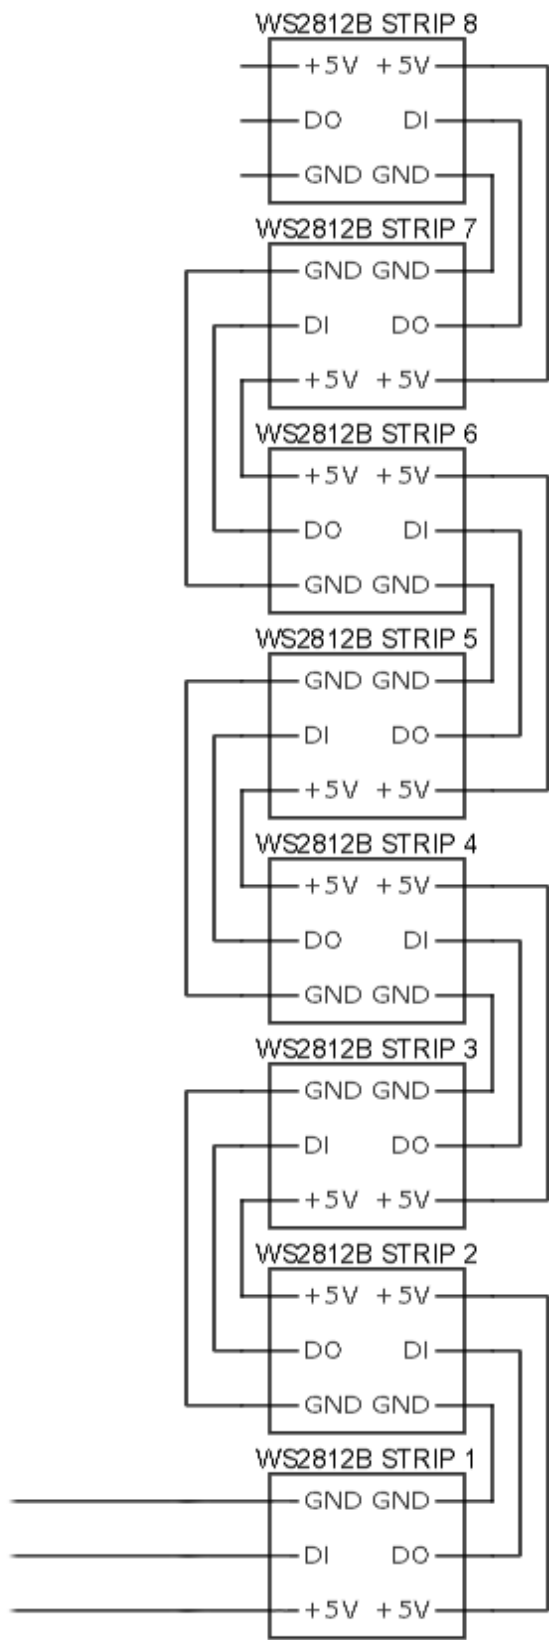 WS2812B STRIP 8
+5V +5V
DO DI
GND GND
WS2812B STRIP 7
GND GND
DI DO
+5V +5V
WS2812B STRIP 6
+5V +5V
DO DI
GND GND
WS2812B STRIP 5
GND GND
DI DO
+5V +5V
WS2812B STRIP 4
+5V +5V
DO DI
GND GND
WS2812B STRIP 3
GND GND
DI DO
+5V +5V
WS2812B STRIP 2
+5V +5V
DO DI
GND GND
WS2812B STRIP 1
GND GND
DI DO
+5V +5V